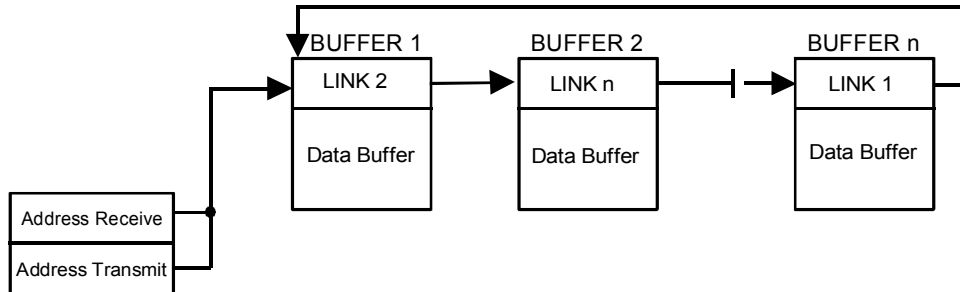 BUFFER 1 BUFFER 2 BUFFER n
LINK 2 LINK n LINK 1
Data Buffer Data Buffer Data Buffer
Address Receive
Address Transmit